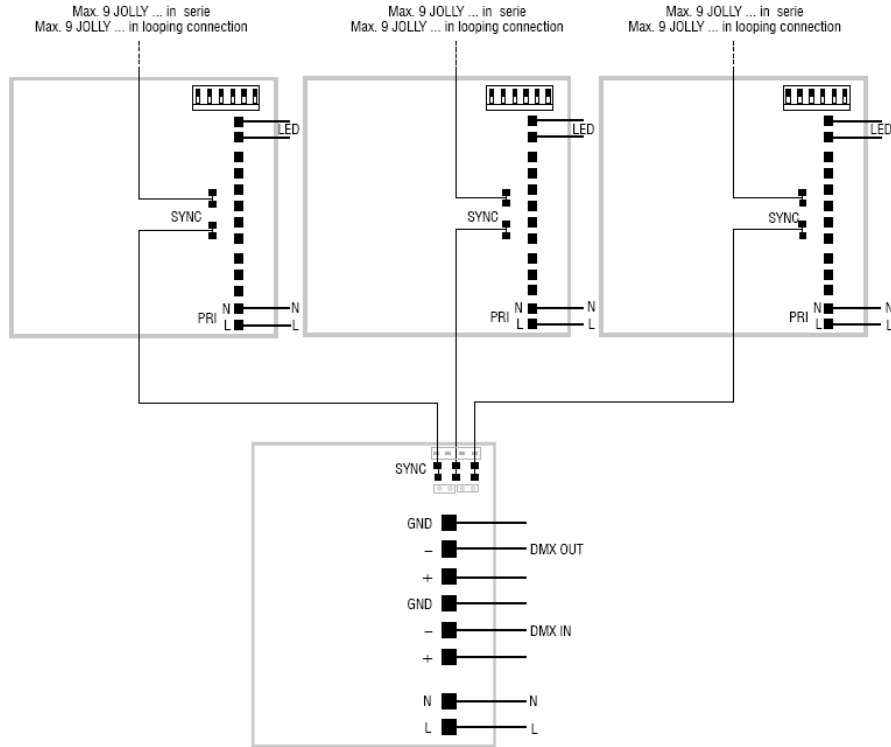 Max. 9 JOLLY ... in serie
Max. 9 JOLLY ... in looping connection
Max. 9 JOLLY ... in serie
Max. 9 JOLLY ... in looping connection
Max. 9 JOLLY ... in serie
Max. 9 JOLLY ... in looping connection
LED
LED
LED
SYNC
SYNC
SYNC
N N
PRI L L
N N
PRI L L
N N
PRI L L
SYNC
GND
– DMX OUT
+
GND
– DMX IN
+
N N
L L